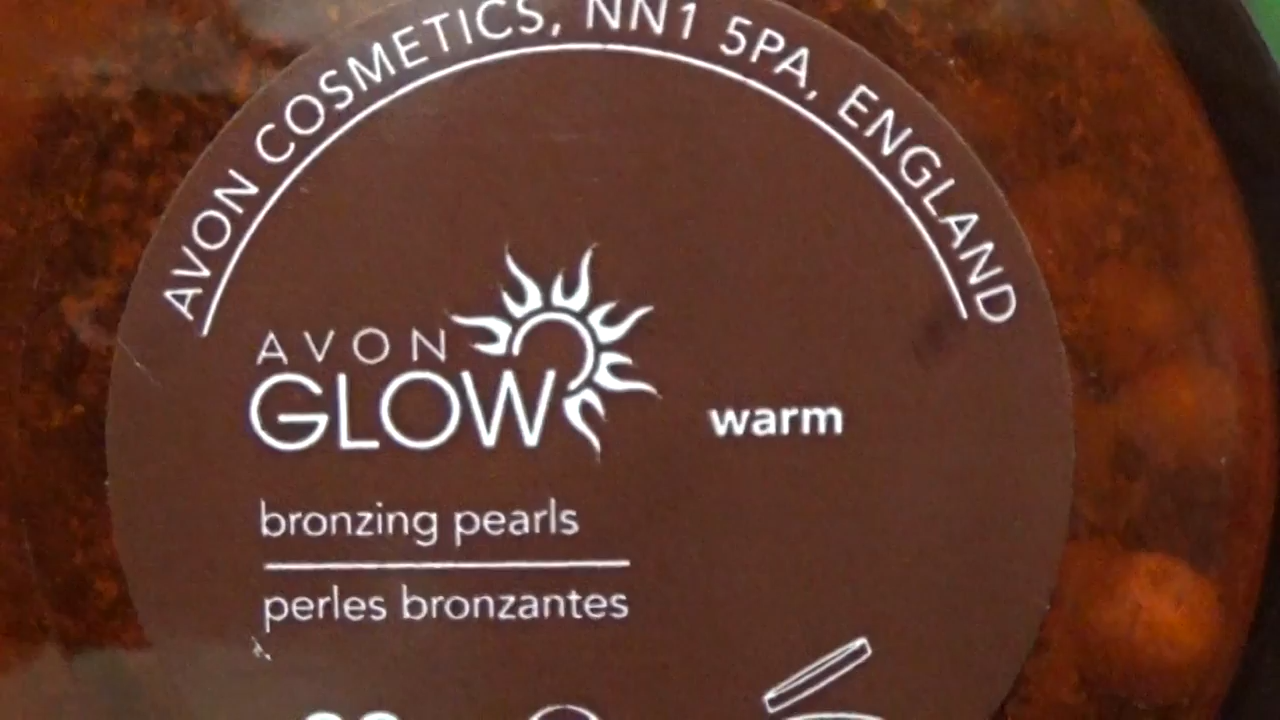 AVON COSMETICS, NN1 5PA, ENGLAND
AVON
GLOW
warm
bronzing pearls
perles bronzantes